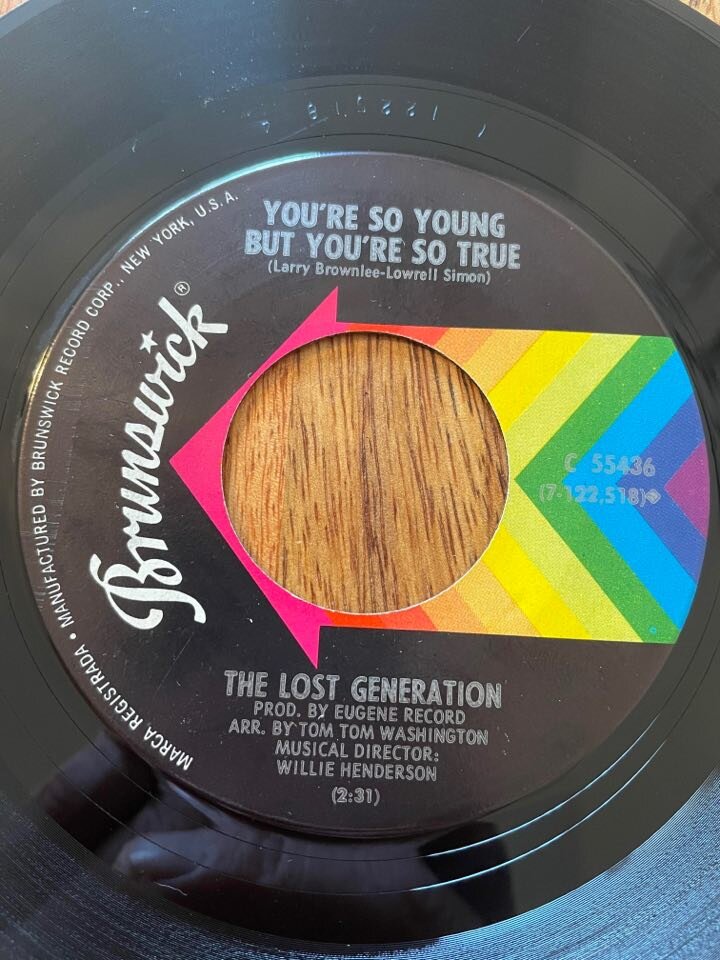 YOU'RE SO YOUNG
BUT YOU'RE SO TRUE
(Larry Brownlee-Lowrell Simon)
Brunswick®
MARCA REGISTRADA • MANUFACTURED BY BRUNSWICK RECORD CORP., NEW YORK, U.S.A.
C 55436
(7-122,518)
THE LOST GENERATION
PROD. BY EUGENE RECORD
ARR. BY TOM TOM WASHINGTON
MUSICAL DIRECTOR:
WILLIE HENDERSON
(2:31)